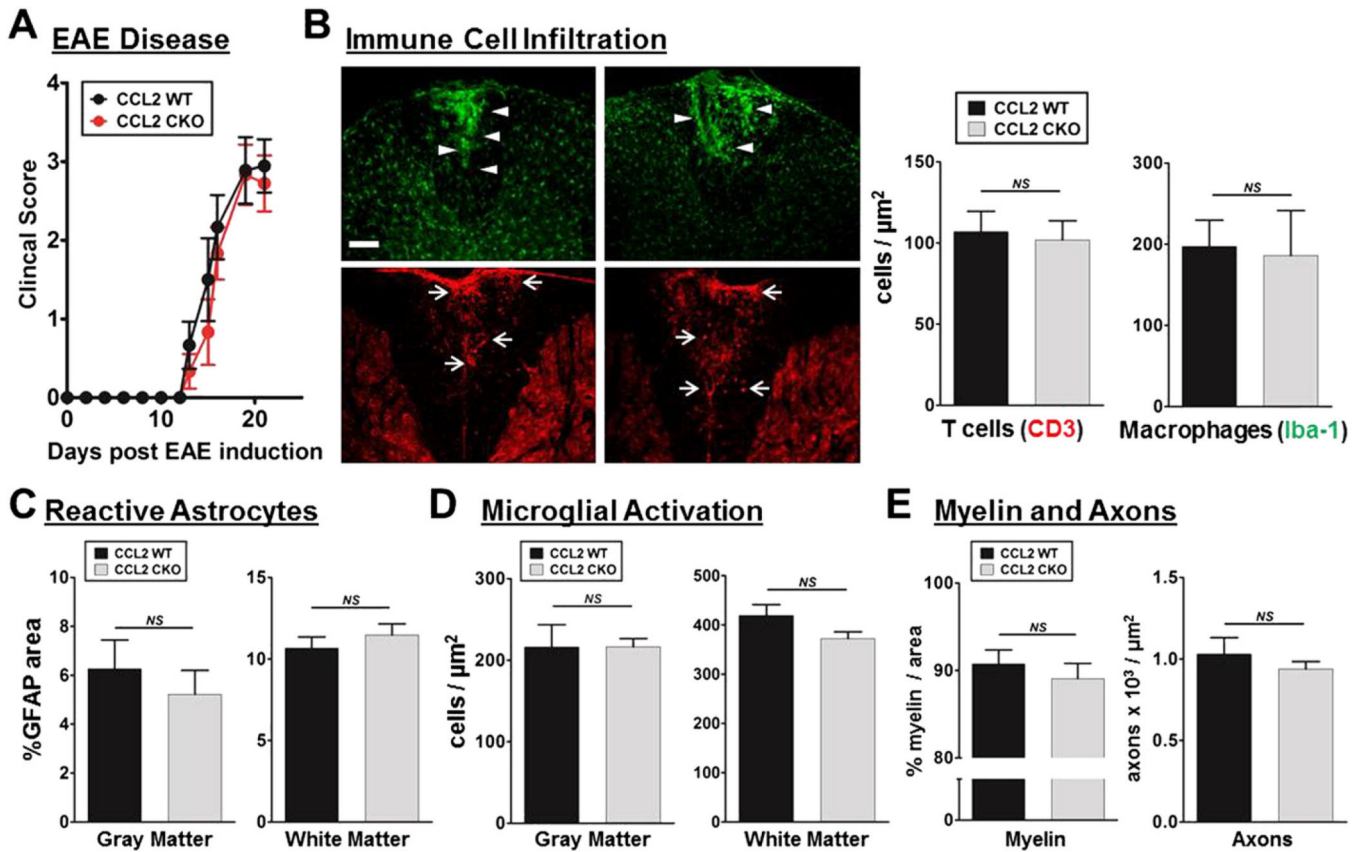 A EAE Disease
4
3
2
1
0
Clincal Score
CCL2 WT
CCL2 CKO
0 10 20
Days post EAE induction
B Immune Cell Infiltration
CCL2 WT
CCL2 CKO
cells / µm²
150
100
50
0
NS
T cells (CD3)
300
200
100
0
NS
Macrophages (Iba-1)
C Reactive Astrocytes
CCL2 WT
CCL2 CKO
%GFAP area
10
8
6
4
2
0
NS
Gray Matter
15
10
5
0
NS
White Matter
D Microglial Activation
CCL2 WT
CCL2 CKO
cells / µm²
300
200
100
0
NS
Gray Matter
500
400
300
200
100
0
NS
White Matter
E Myelin and Axons
CCL2 WT
CCL2 CKO
% myelin / area
100
90
80
0
NS
Myelin
axons x 10³ / µm²
1.5
1.0
0.5
0.0
NS
Axons